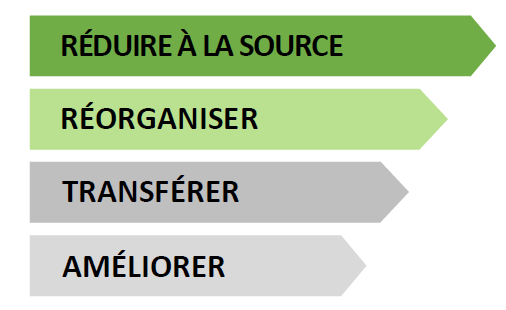 RÉDUIRE À LA SOURCE
RÉORGANISER
TRANSFÉRER
AMÉLIORER